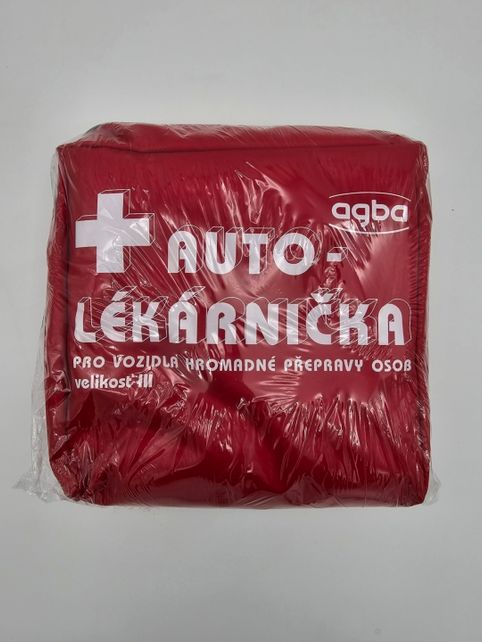 agba
AUTO-
LÉKÁRNIČKA
PRO VOZIDLA HROMADNÉ PŘEPRAVY OSOB
velikost III